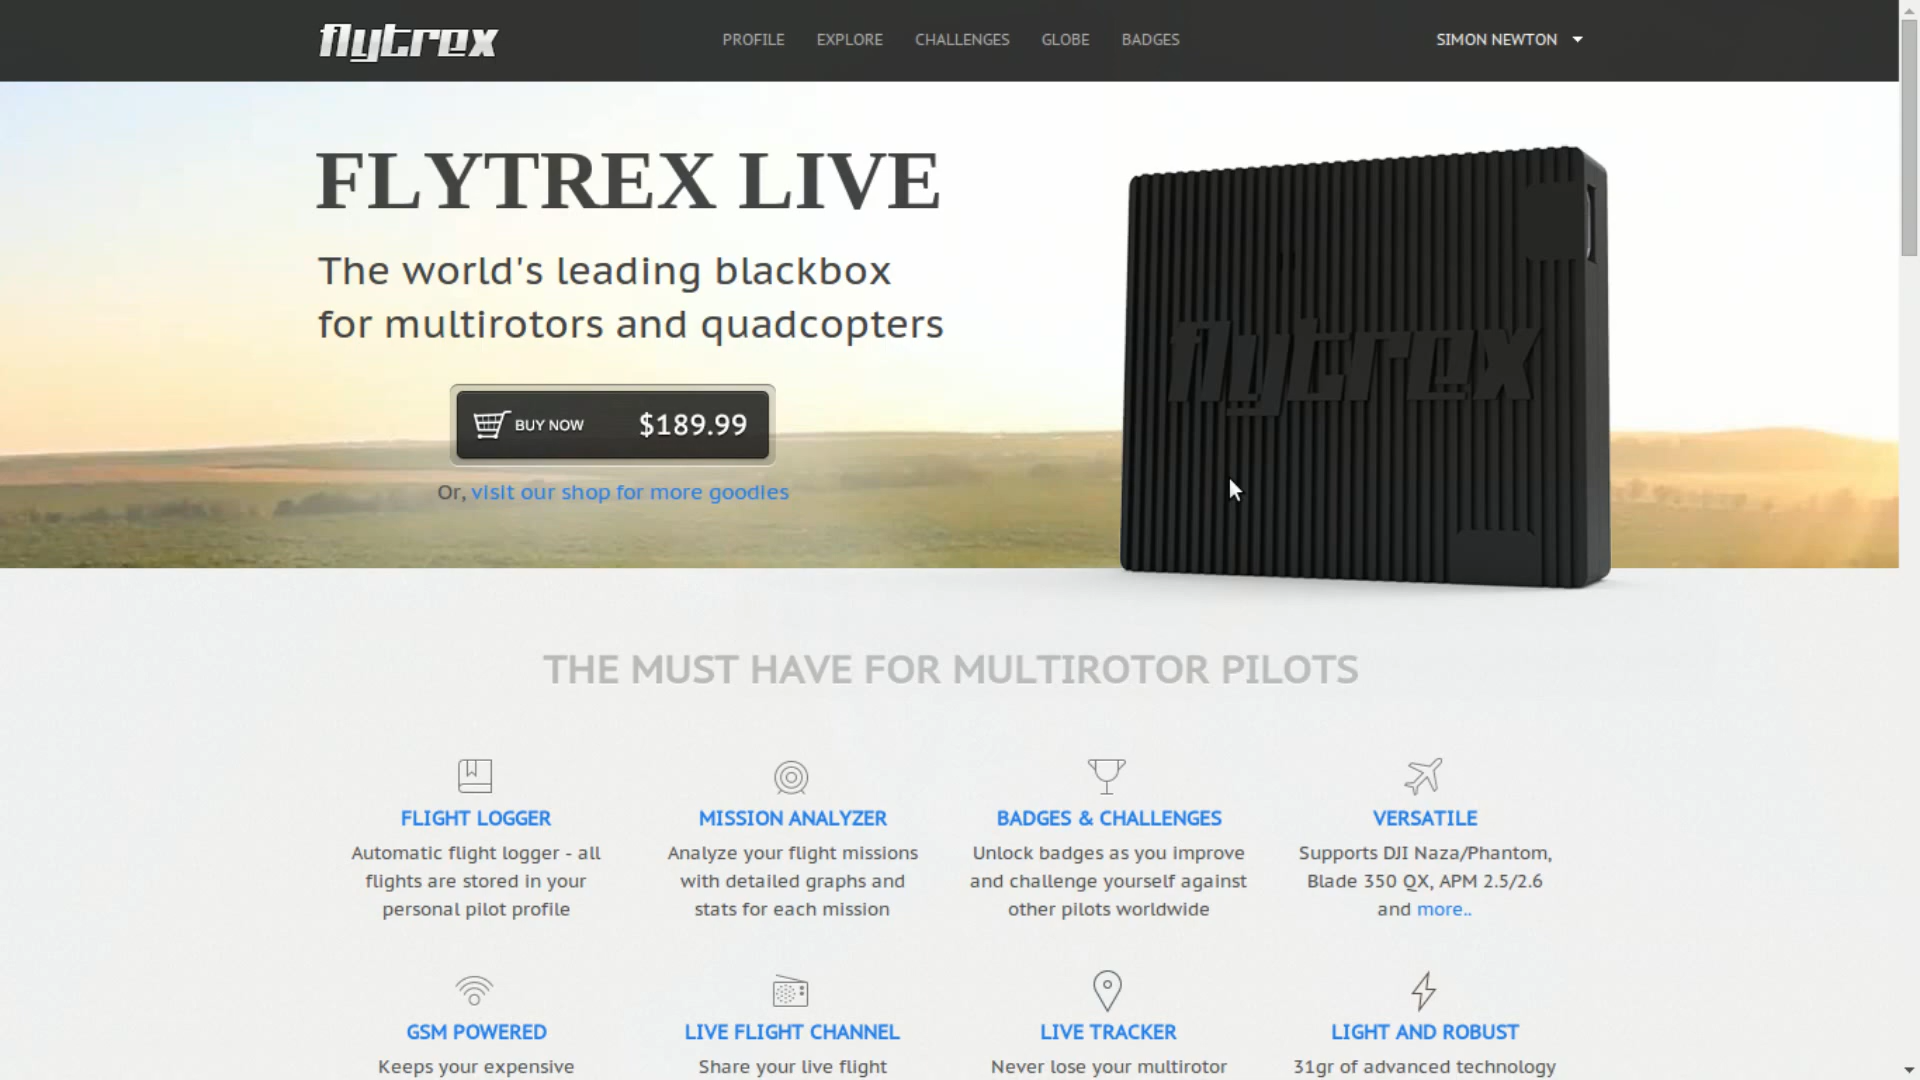 flytrex
PROFILE EXPLORE CHALLENGES GLOBE BADGES
SIMON NEWTON
FLYTREX LIVE
The world's leading blackbox
for multirotors and quadcopters
BUY NOW $189.99
Or, visit our shop for more goodies
flytrex
THE MUST HAVE FOR MULTIROTOR PILOTS
FLIGHT LOGGER
Automatic flight logger - all
flights are stored in your
personal pilot profile
MISSION ANALYZER
Analyze your flight missions
with detailed graphs and
stats for each mission
BADGES & CHALLENGES
Unlock badges as you improve
and challenge yourself against
other pilots worldwide
VERSATILE
Supports DJI Naza/Phantom,
Blade 350 QX, APM 2.5/2.6
and more..
GSM POWERED
Keeps your expensive
LIVE FLIGHT CHANNEL
Share your live flight
LIVE TRACKER
Never lose your multirotor
LIGHT AND ROBUST
31gr of advanced technology